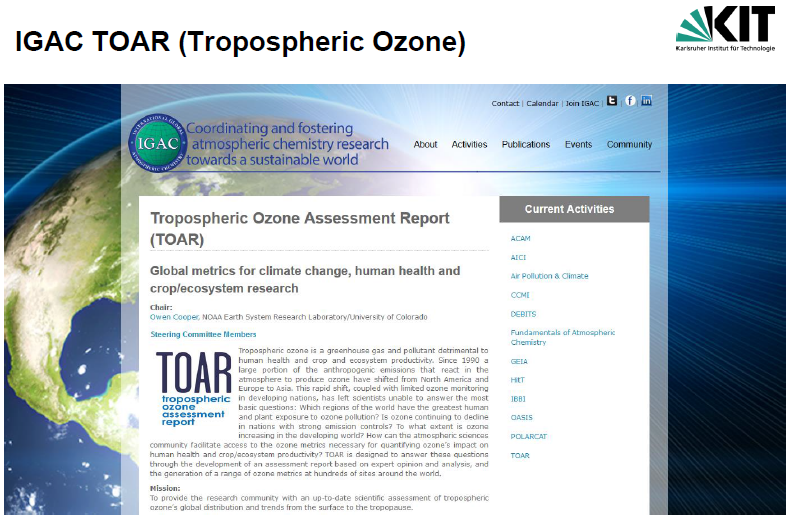 IGAC TOAR (Tropospheric Ozone)
KIT
Karlsruher Institut für Technologie
Contact | Calendar | Join IGAC |
INTERNATIONAL GLOBAL
IGAC
ATMOSPHERIC CHEMISTRY
Coordinating and fostering
atmospheric chemistry research
towards a sustainable world
About Activities Publications Events Community
Tropospheric Ozone Assessment Report
(TOAR)
Global metrics for climate change, human health and
crop/ecosystem research
Chair:
Owen Cooper, NOAA Earth System Research Laboratory/University of Colorado
Steering Committee Members
TOAR
tropospheric
ozone
assessment
report
Tropospheric ozone is a greenhouse gas and pollutant detrimental to
human health and crop and ecosystem productivity. Since 1990 a
large portion of the anthropogenic emissions that react in the
atmosphere to produce ozone have shifted from North America and
Europe to Asia. This rapid shift, coupled with limited ozone monitoring
in developing nations, has left scientists unable to answer the most
basic questions: Which regions of the world have the greatest human
and plant exposure to ozone pollution? Is ozone continuing to decline
in nations with strong emission controls? To what extent is ozone
increasing in the developing world? How can the atmospheric sciences
community facilitate access to the ozone metrics necessary for quantifying ozone's impact on
human health and crop/ecosystem productivity? TOAR is designed to answer these questions
through the development of an assessment report based on expert opinion and analysis, and
the generation of a range of ozone metrics at hundreds of sites around the world.
Mission:
To provide the research community with an up-to-date scientific assessment of tropospheric
ozone's global distribution and trends from the surface to the tropopause.
Current Activities
ACAM
AICI
Air Pollution & Climate
CCMI
DEBITS
Fundamentals of Atmospheric
Chemistry
GEIA
HitT
IBBI
OASIS
POLARCAT
TOAR